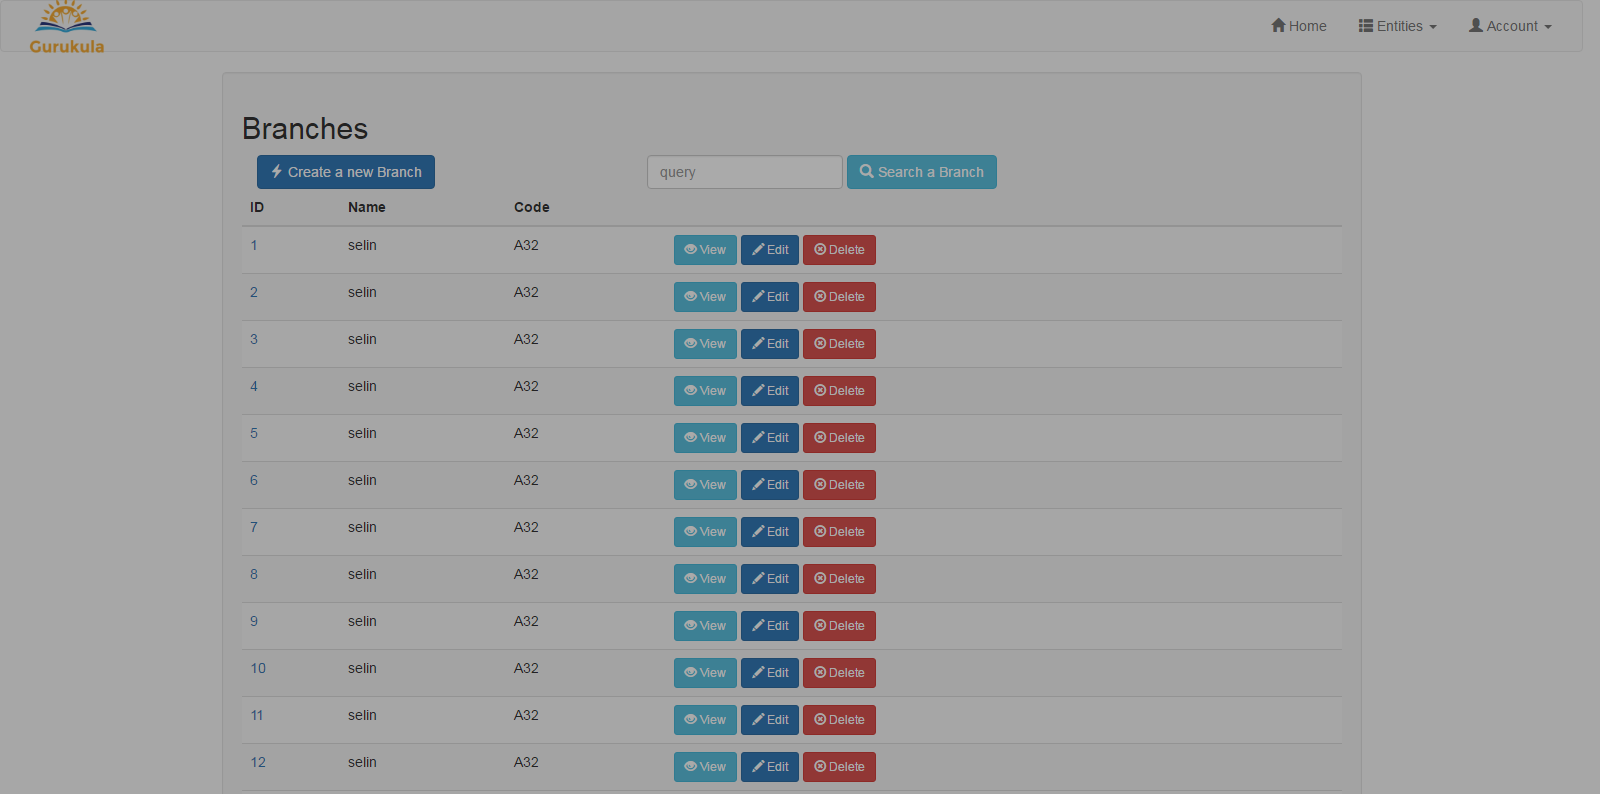 Gurukula
Home Entities Account
Branches
Create a new Branch query Search a Branch
ID Name Code
1 selin A32 View Edit Delete
2 selin A32 View Edit Delete
3 selin A32 View Edit Delete
4 selin A32 View Edit Delete
5 selin A32 View Edit Delete
6 selin A32 View Edit Delete
7 selin A32 View Edit Delete
8 selin A32 View Edit Delete
9 selin A32 View Edit Delete
10 selin A32 View Edit Delete
11 selin A32 View Edit Delete
12 selin A32 View Edit Delete